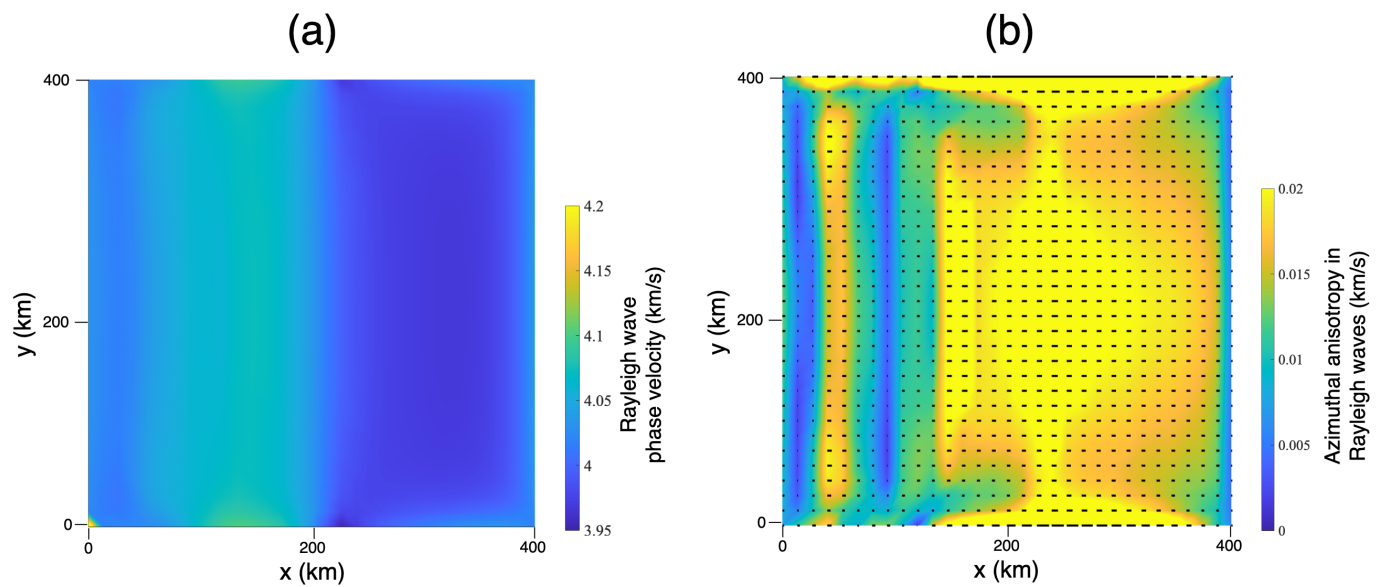 (a)
(b)
400
200
0
0
200
400
x (km)
y (km)
4.2
4.15
4.1
4.05
4
3.95
Rayleigh wave
phase velocity (km/s)
400
200
0
0
200
400
x (km)
y (km)
0.02
0.015
0.01
0.005
0
Azimuthal anisotropy in
Rayleigh waves (km/s)